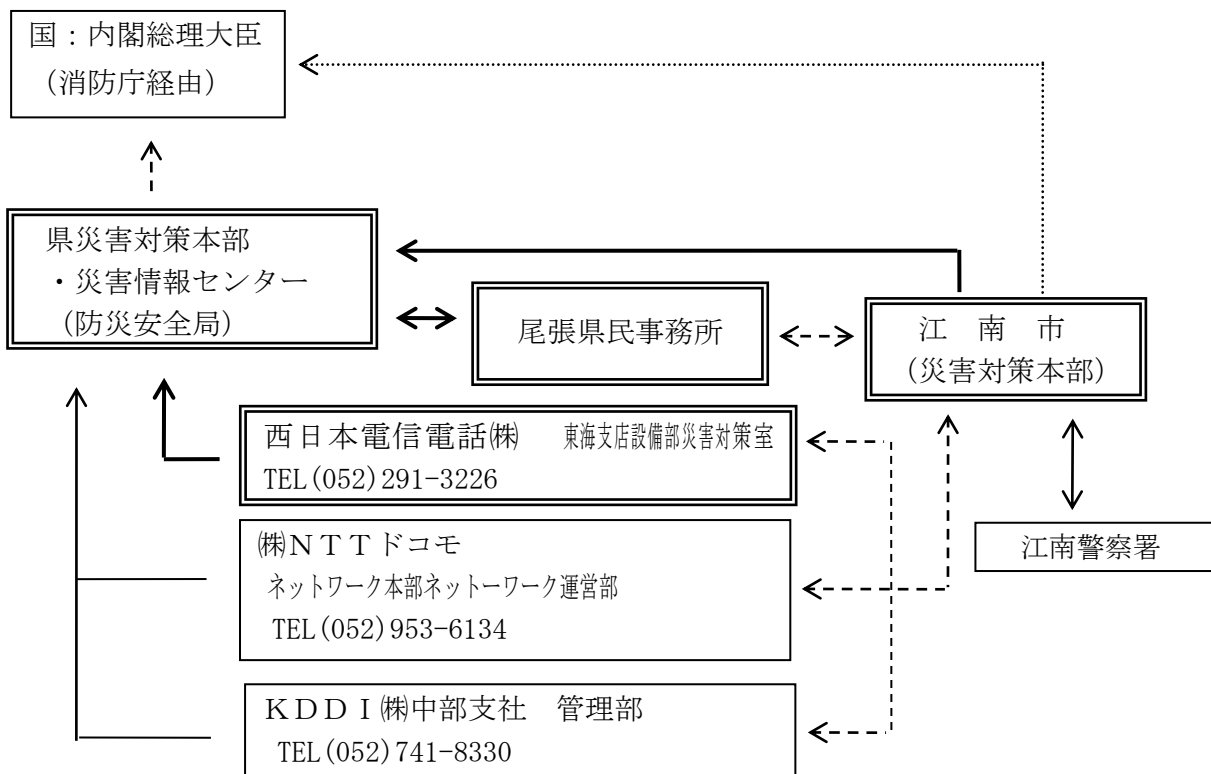 国：内閣総理大臣
（消防庁経由）
県災害対策本部
・災害情報センター
(防災安全局)
尾張県民事務所
江　南　市
(災害対策本部)
西日本電信電話㈱　東海支店設備部災害対策室
TEL(052)291-3226
㈱ＮＴＴドコモ
ネットワーク本部ネットーワーク運営部
TEL(052)953-6134
江南警察署
ＫＤＤＩ㈱中部支社　管理部
TEL(052)741-8330